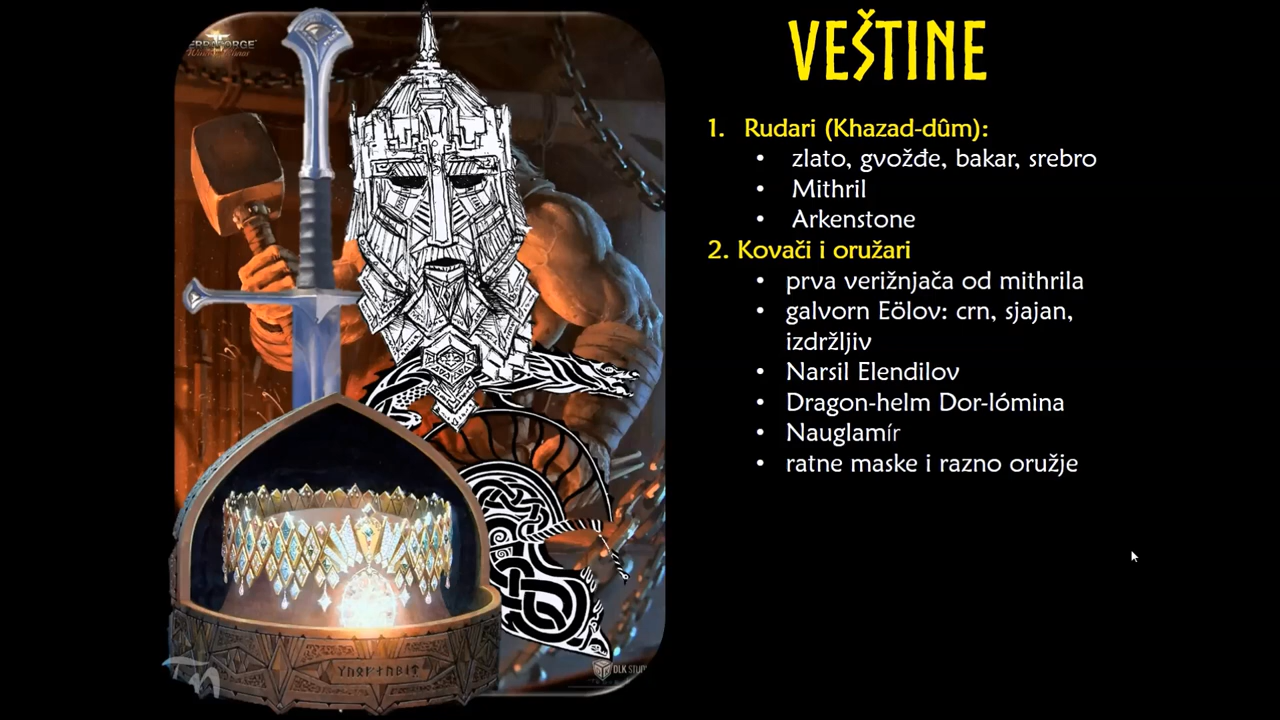 VEŠTINE
1. Rudari (Khazad-dûm):
• zlato, gvožđe, bakar, srebro
• Mithril
• Arkenstone
2. Kovači i oružari
• prva verižnjača od mithrila
• galvorn Eölov: crn, sjajan,
izdržljiv
• Narsil Elendilov
• Dragon-helm Dor-lómina
• Nauglamír
• ratne maske i razno oružje
DLK